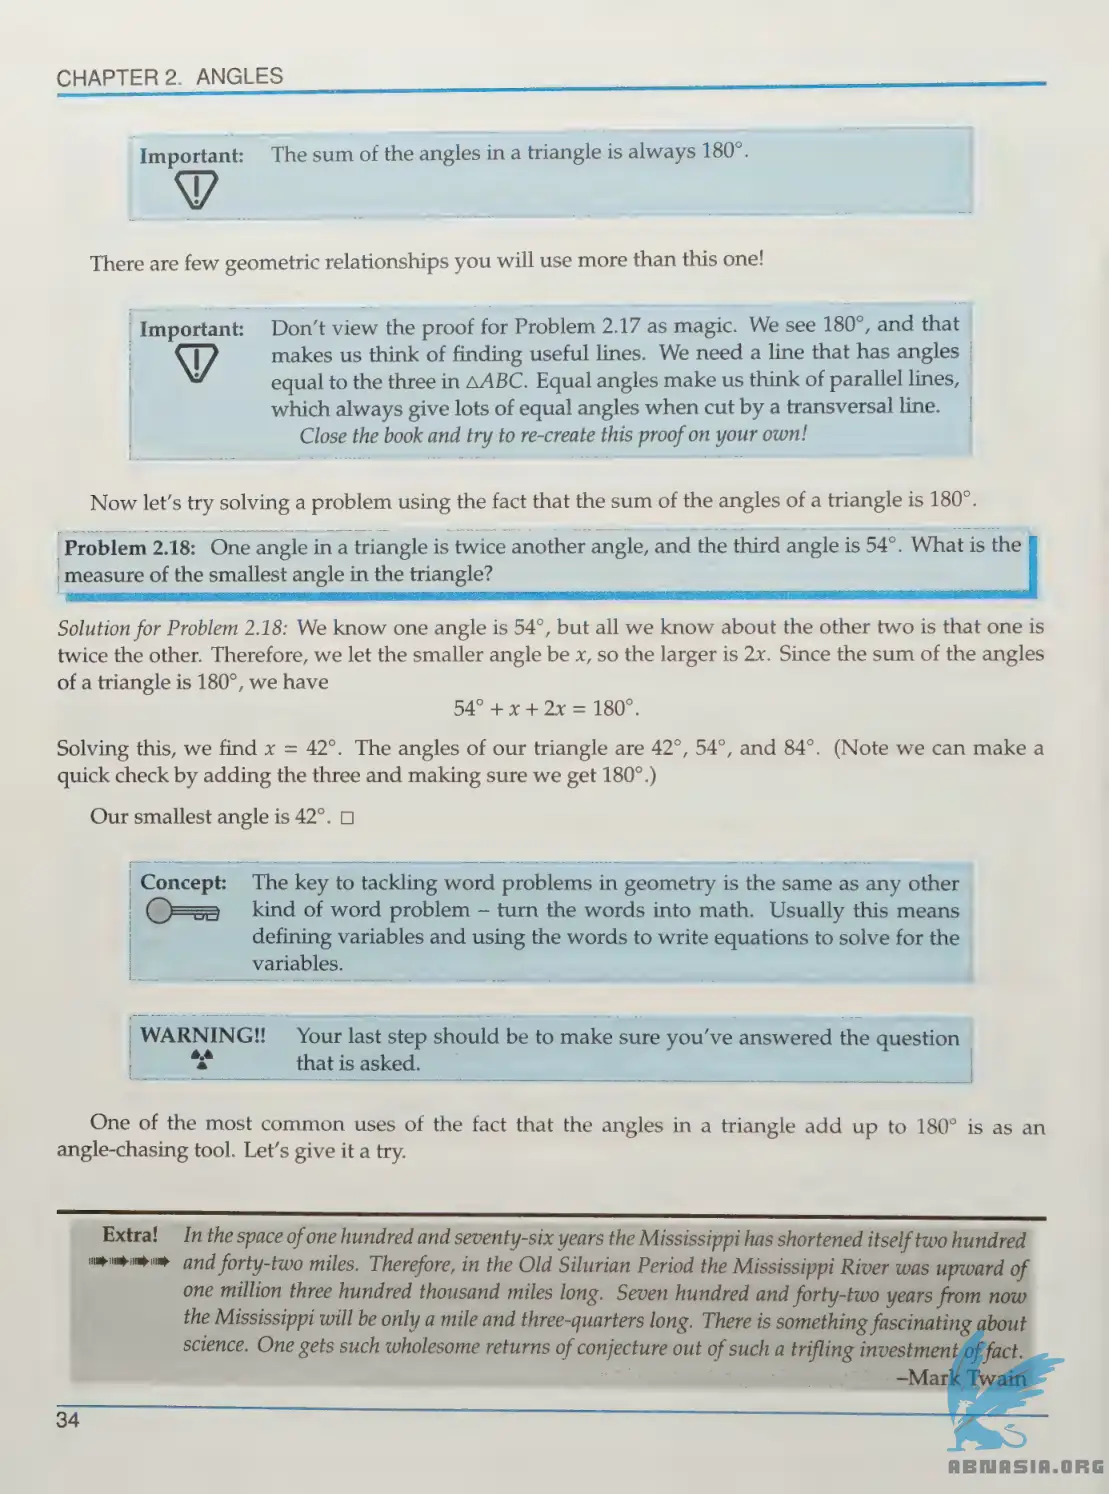 CHAPTER 2. ANGLES
Important: The sum of the angles in a triangle is always 180°.
There are few geometric relationships you will use more than this one!
Important: Don't view the proof for Problem 2.17 as magic. We see 180°, and that
makes us think of finding useful lines. We need a line that has angles
equal to the three in △ABC. Equal angles make us think of parallel lines,
which always give lots of equal angles when cut by a transversal line.
Close the book and try to re-create this proof on your own!
Now let's try solving a problem using the fact that the sum of the angles of a triangle is 180°.
Problem 2.18: One angle in a triangle is twice another angle, and the third angle is 54°. What is the
measure of the smallest angle in the triangle?
Solution for Problem 2.18: We know one angle is 54°, but all we know about the other two is that one is
twice the other. Therefore, we let the smaller angle be x, so the larger is 2x. Since the sum of the angles
of a triangle is 180°, we have
54° + x + 2x = 180°.
Solving this, we find x = 42°. The angles of our triangle are 42°, 54°, and 84°. (Note we can make a
quick check by adding the three and making sure we get 180°.)
Our smallest angle is 42°. □
Concept: The key to tackling word problems in geometry is the same as any other
kind of word problem – turn the words into math. Usually this means
defining variables and using the words to write equations to solve for the
variables.
WARNING!! Your last step should be to make sure you've answered the question
that is asked.
One of the most common uses of the fact that the angles in a triangle add up to 180° is as an
angle-chasing tool. Let's give it a try.
Extra! In the space of one hundred and seventy-six years the Mississippi has shortened itself two hundred
and forty-two miles. Therefore, in the Old Silurian Period the Mississippi River was upward of
one million three hundred thousand miles long. Seven hundred and forty-two years from now
the Mississippi will be only a mile and three-quarters long. There is something fascinating about
science. One gets such wholesome returns of conjecture out of such a trifling investment of fact.
–Mark Twain
34
ABNASIA.ORG